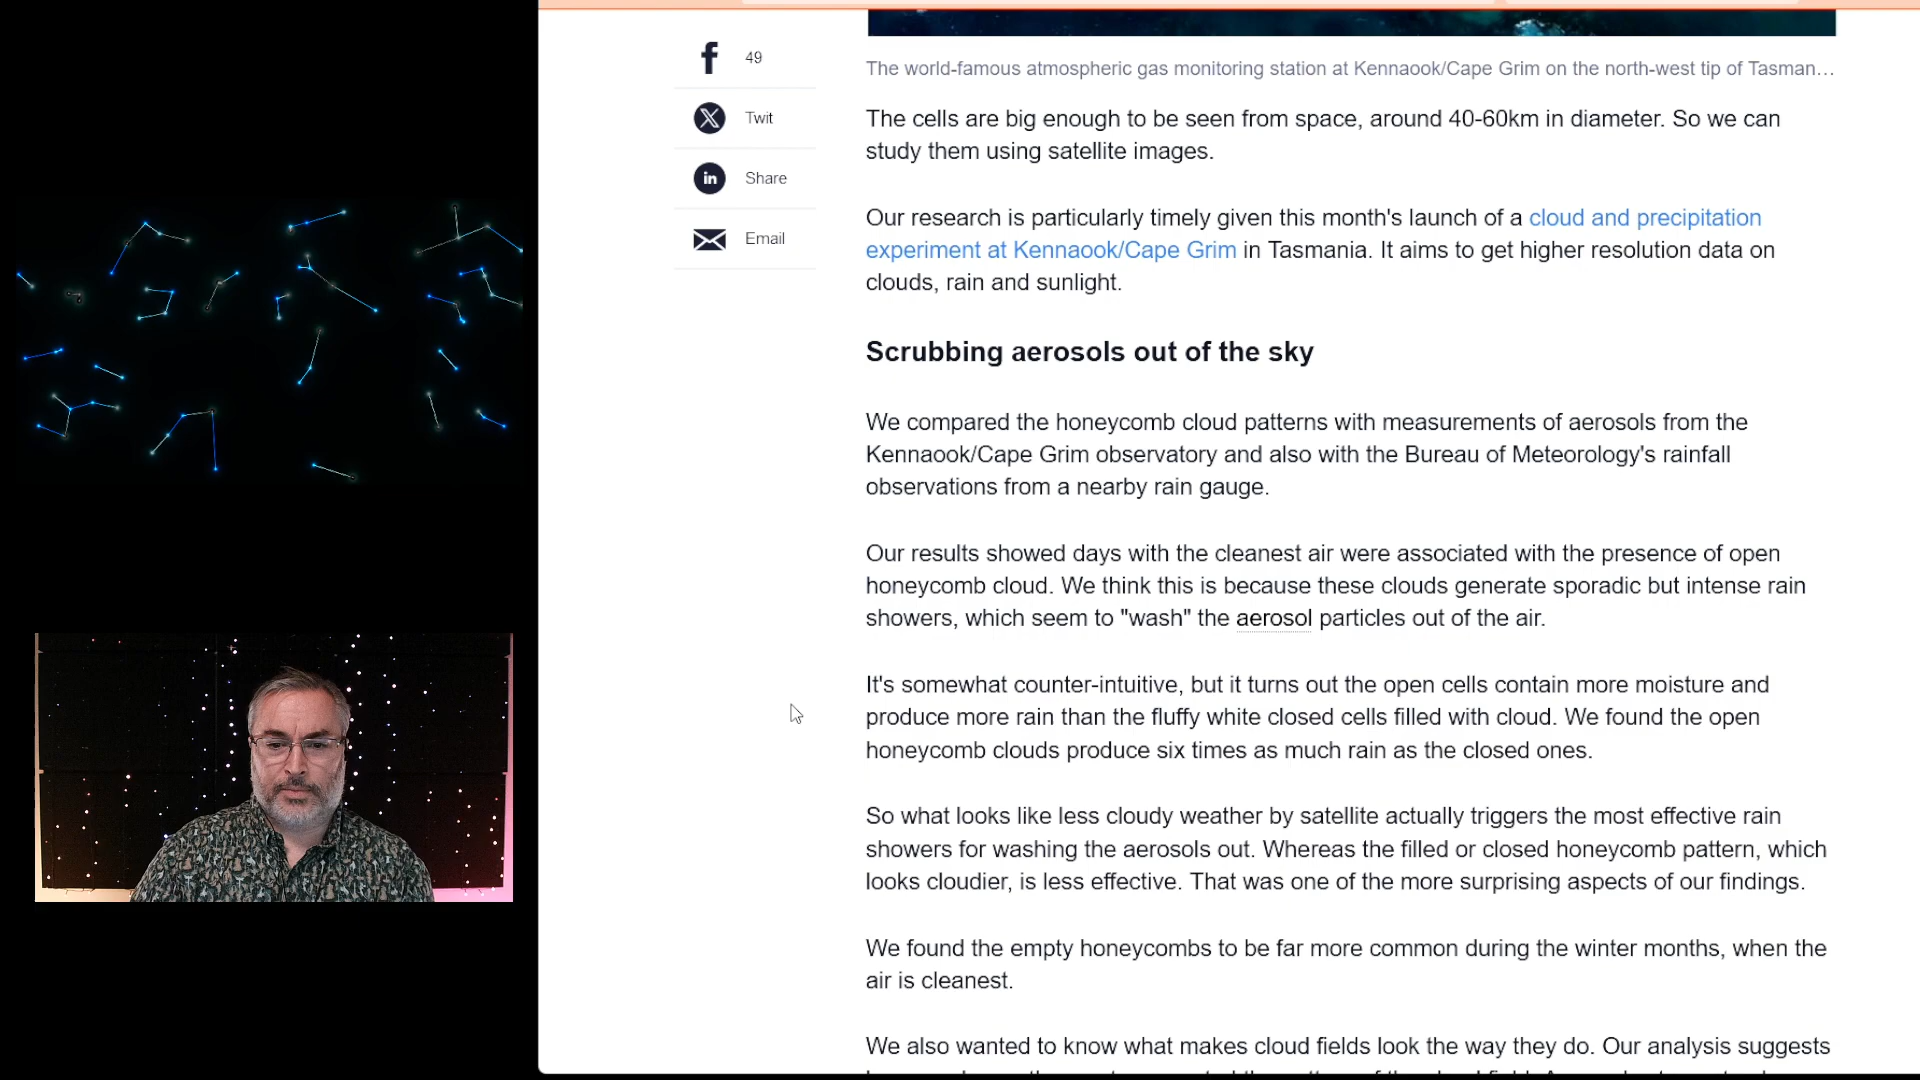 49
Twit
Share
Email
The world-famous atmospheric gas monitoring station at Kennaook/Cape Grim on the north-west tip of Tasman…
The cells are big enough to be seen from space, around 40-60km in diameter. So we can
study them using satellite images.
Our research is particularly timely given this month's launch of a cloud and precipitation
experiment at Kennaook/Cape Grim in Tasmania. It aims to get higher resolution data on
clouds, rain and sunlight.
Scrubbing aerosols out of the sky
We compared the honeycomb cloud patterns with measurements of aerosols from the
Kennaook/Cape Grim observatory and also with the Bureau of Meteorology's rainfall
observations from a nearby rain gauge.
Our results showed days with the cleanest air were associated with the presence of open
honeycomb cloud. We think this is because these clouds generate sporadic but intense rain
showers, which seem to "wash" the aerosol particles out of the air.
It's somewhat counter-intuitive, but it turns out the open cells contain more moisture and
produce more rain than the fluffy white closed cells filled with cloud. We found the open
honeycomb clouds produce six times as much rain as the closed ones.
So what looks like less cloudy weather by satellite actually triggers the most effective rain
showers for washing the aerosols out. Whereas the filled or closed honeycomb pattern, which
looks cloudier, is less effective. That was one of the more surprising aspects of our findings.
We found the empty honeycombs to be far more common during the winter months, when the
air is cleanest.
We also wanted to know what makes cloud fields look the way they do. Our analysis suggests